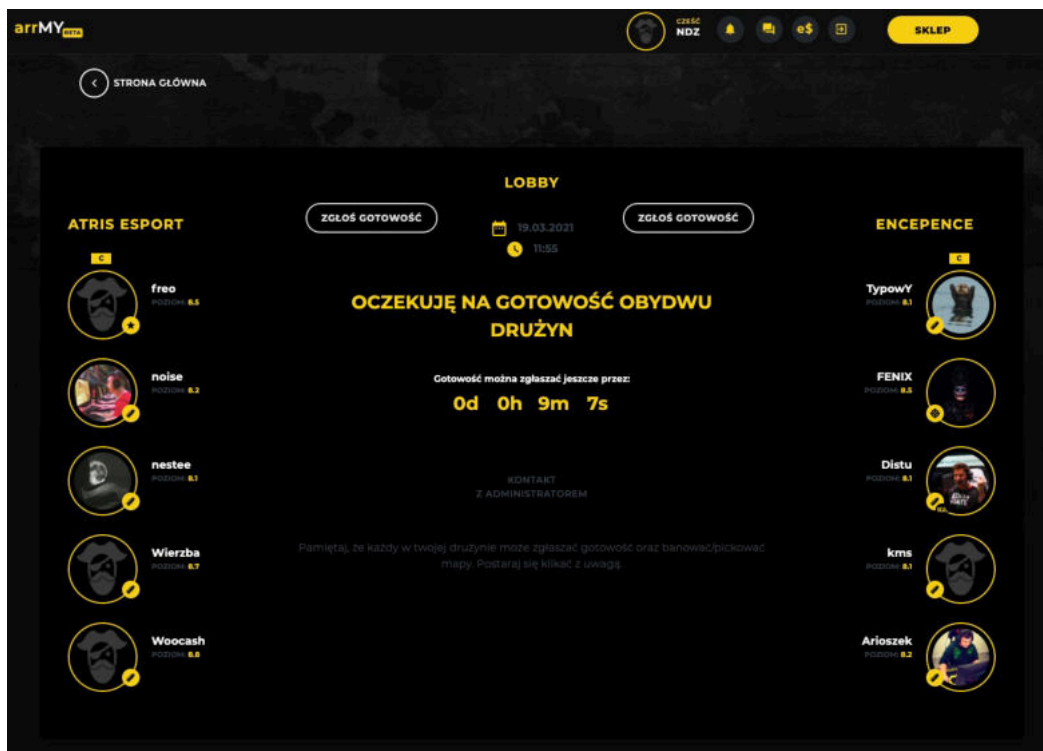 arrMY BETA
CZEŚĆ
NDZ
e$
SKLEP
STRONA GŁÓWNA
LOBBY
ATRIS ESPORT
ZGŁOŚ GOTOWOŚĆ
19.03.2021
11:55
ZGŁOŚ GOTOWOŚĆ
ENCEPENCE
C
freo
POZIOM: 8.5
noise
POZIOM: 8.2
nestee
POZIOM: 8.1
Wierzba
POZIOM: 8.7
Woocash
POZIOM: 8.8
OCZEKUJĘ NA GOTOWOŚĆ OBYDWU
DRUŻYN
Gotowość można zgłaszać jeszcze przez:
0d 0h 9m 7s
KONTAKT
Z ADMINISTRATOREM
Pamiętaj, że każdy w twojej drużynie może zgłaszać gotowość oraz banować/pickować
mapy. Postaraj się klikać z uwagą.
C
TypowY
POZIOM: 8.1
FENIX
POZIOM: 8.5
Distu
POZIOM: 8.1
kms
POZIOM: 8.1
Arioszek
POZIOM: 8.2